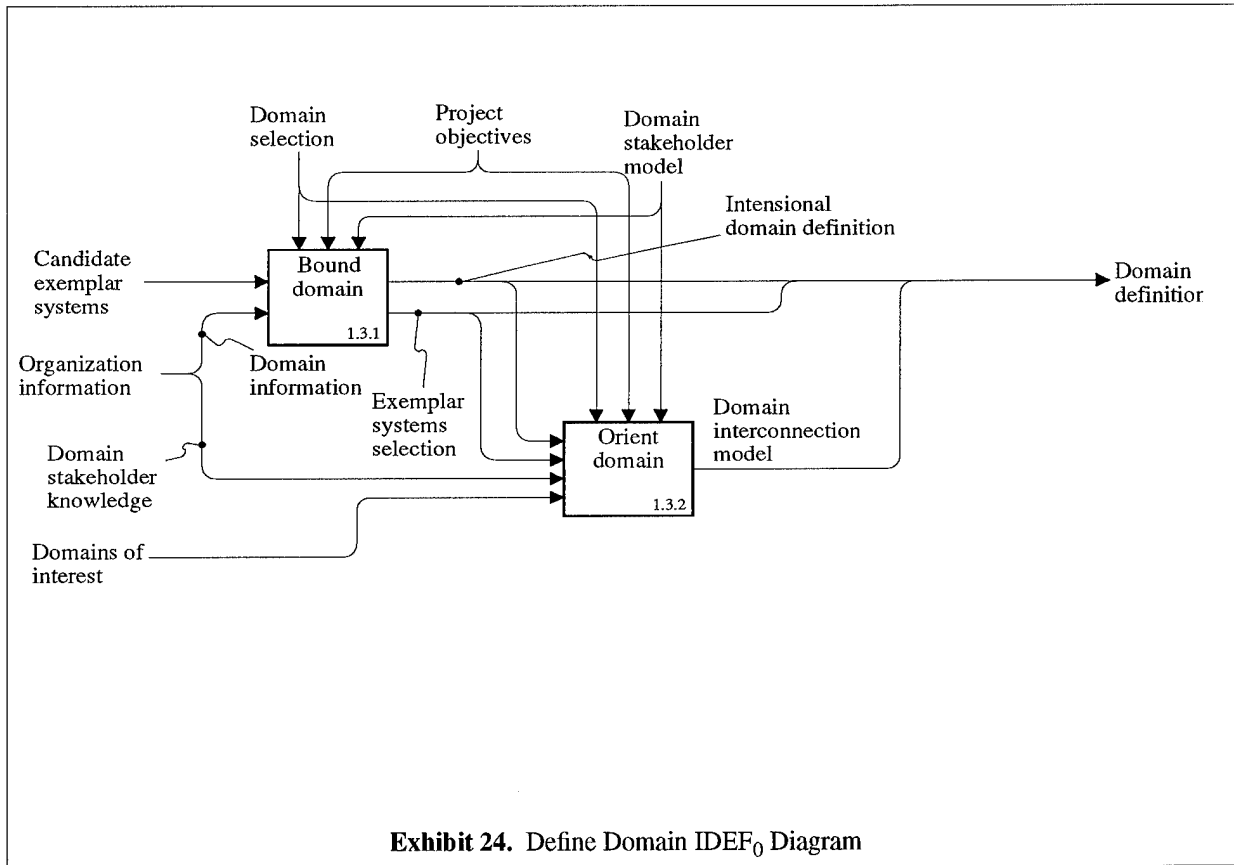 Domain
selection
Project
objectives
Domain
stakeholder
model
Intensional
domain definition
Candidate
exemplar
systems
Bound
domain
1.3.1
Domain
definition
Organization
information
Domain
information
Exemplar
systems
selection
Domain
stakeholder
knowledge
Orient
domain
1.3.2
Domain
interconnection
model
Domains of
interest
Exhibit 24. Define Domain IDEF0 Diagram